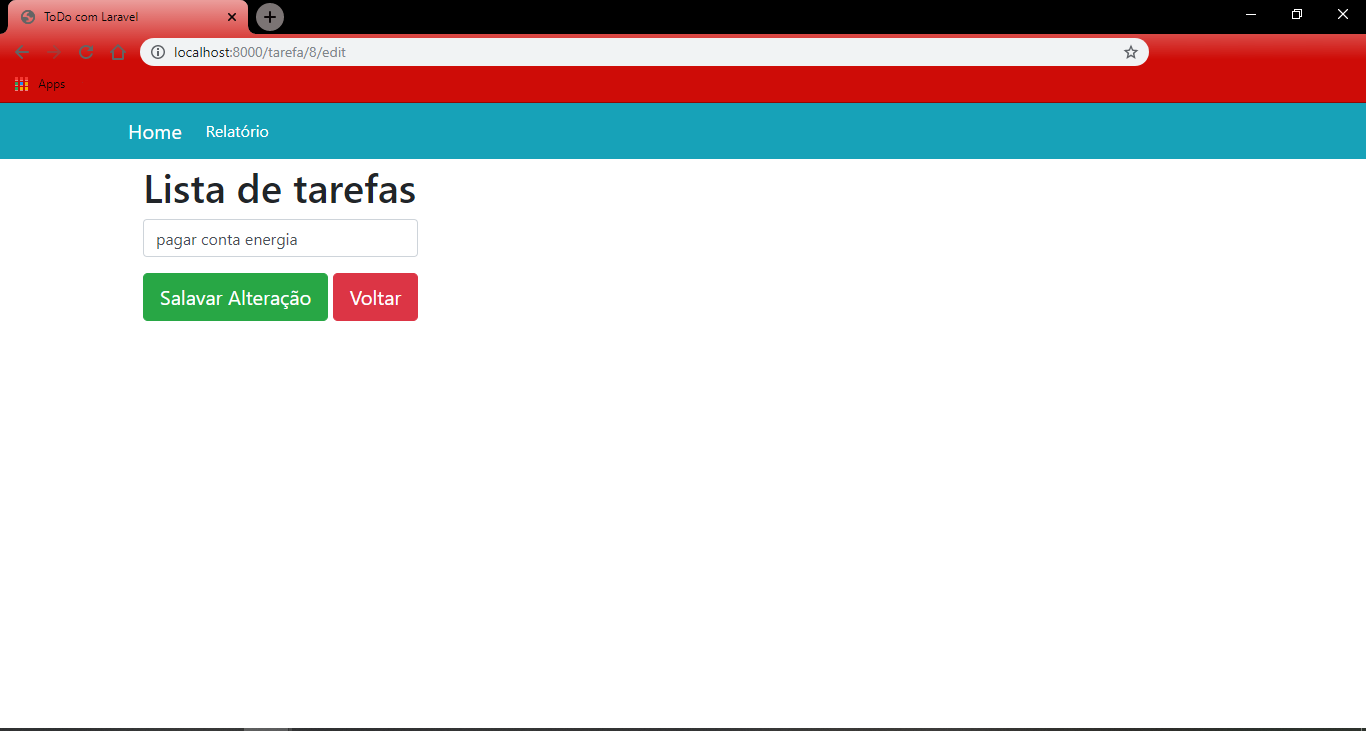 ToDo com Laravel
localhost:8000/tarefa/8/edit
Apps
Home Relatório
Lista de tarefas
pagar conta energia
Salavar Alteração Voltar